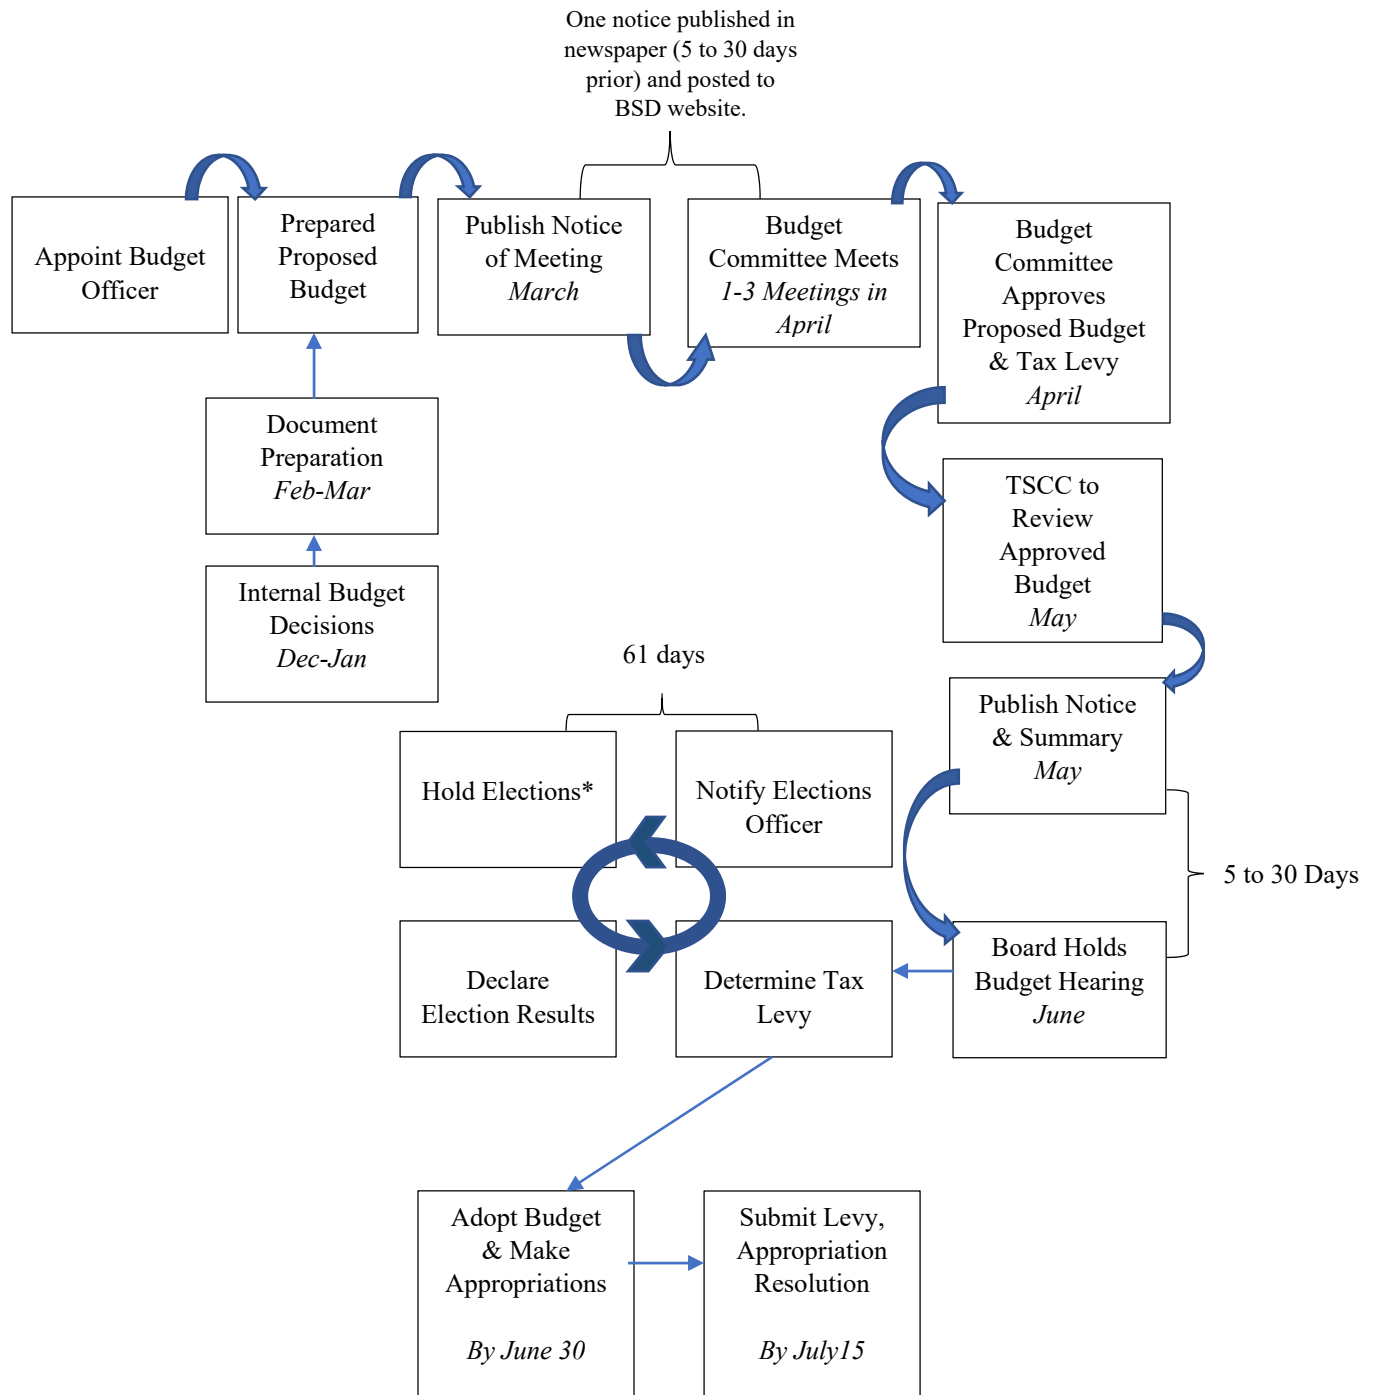 One notice published in
newspaper (5 to 30 days
prior) and posted to
BSD website.
Appoint Budget
Officer
Prepared
Proposed
Budget
Publish Notice
of Meeting
March
Budget
Committee Meets
1-3 Meetings in
April
Budget
Committee
Approves
Proposed Budget
& Tax Levy
April
Document
Preparation
Feb-Mar
Internal Budget
Decisions
Dec-Jan
TSCC to
Review
Approved
Budget
May
61 days
Publish Notice
& Summary
May
Hold Elections*
Notify Elections
Officer
5 to 30 Days
Declare
Election Results
Determine Tax
Levy
Board Holds
Budget Hearing
June
Adopt Budget
& Make
Appropriations
By June 30
Submit Levy,
Appropriation
Resolution
By July15